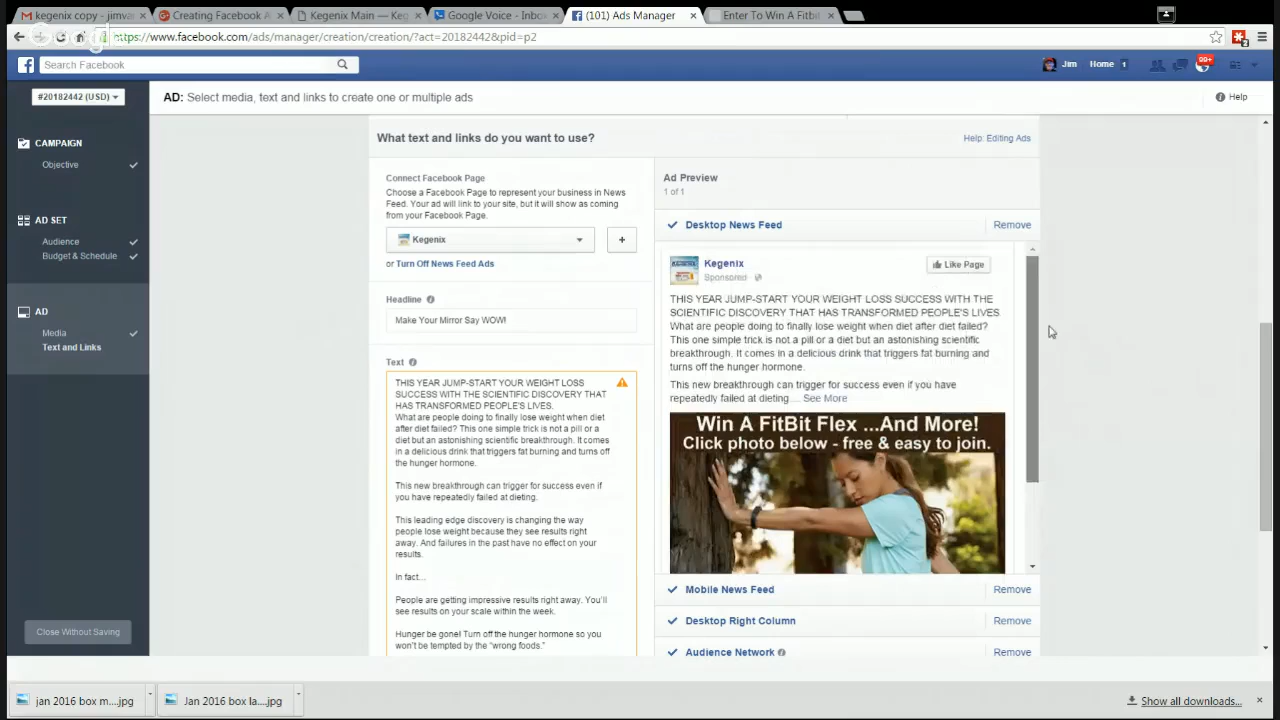 kegenix copy - jimva
Creating Facebook A
Kegenix Main — Keg
Google Voice - Inbox
(101) Ads Manager
Enter To Win A Fitbit
https://www.facebook.com/ads/manager/creation/creation/?act=20182442&pid=p2
2
Search Facebook
Jim
Home 1
99+
#20182442 (USD)
AD: Select media, text and links to create one or multiple ads
Help
CAMPAIGN
Objective
AD SET
Audience
Budget & Schedule
AD
Media
Text and Links
Close Without Saving
What text and links do you want to use?
Help: Editing Ads
Connect Facebook Page
Choose a Facebook Page to represent your business in News
Feed. Your ad will link to your site, but it will show as coming
from your Facebook Page.
Kegenix
+
or Turn Off News Feed Ads
Headline
Make Your Mirror Say WOW!
Text
THIS YEAR JUMP-START YOUR WEIGHT LOSS
SUCCESS WITH THE SCIENTIFIC DISCOVERY THAT
HAS TRANSFORMED PEOPLE'S LIVES.
What are people doing to finally lose weight when diet
after diet failed? This one simple trick is not a pill or a
diet but an astonishing scientific breakthrough. It comes
in a delicious drink that triggers fat burning and turns off
the hunger hormone.
This new breakthrough can trigger for success even if
you have repeatedly failed at dieting.
This leading edge discovery is changing the way
people lose weight because they see results right
away. And failures in the past have no effect on your
results.
In fact...
People are getting impressive results right away. You'll
see results on your scale within the week.
Hunger be gone! Turn off the hunger hormone so you
won't be tempted by the "wrong foods."
Ad Preview
1 of 1
Desktop News Feed
Remove
Kegenix
Sponsored
Like Page
THIS YEAR JUMP-START YOUR WEIGHT LOSS SUCCESS WITH THE
SCIENTIFIC DISCOVERY THAT HAS TRANSFORMED PEOPLE'S LIVES.
What are people doing to finally lose weight when diet after diet failed?
This one simple trick is not a pill or a diet but an astonishing scientific
breakthrough. It comes in a delicious drink that triggers fat burning and
turns off the hunger hormone.
This new breakthrough can trigger for success even if you have
repeatedly failed at dieting.... See More
Win A FitBit Flex ...And More!
Click photo below - free & easy to join.
Mobile News Feed
Remove
Desktop Right Column
Remove
Audience Network
Remove
jan 2016 box m....jpg
Jan 2016 box la....jpg
Show all downloads...